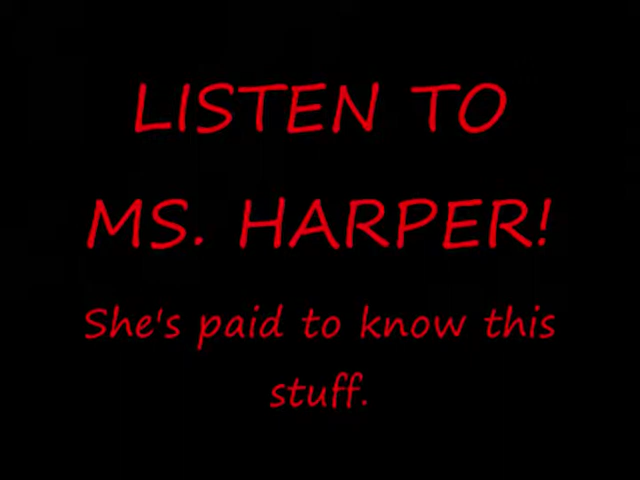 LISTEN TO
MS. HARPER!
She's paid to know this
stuff.